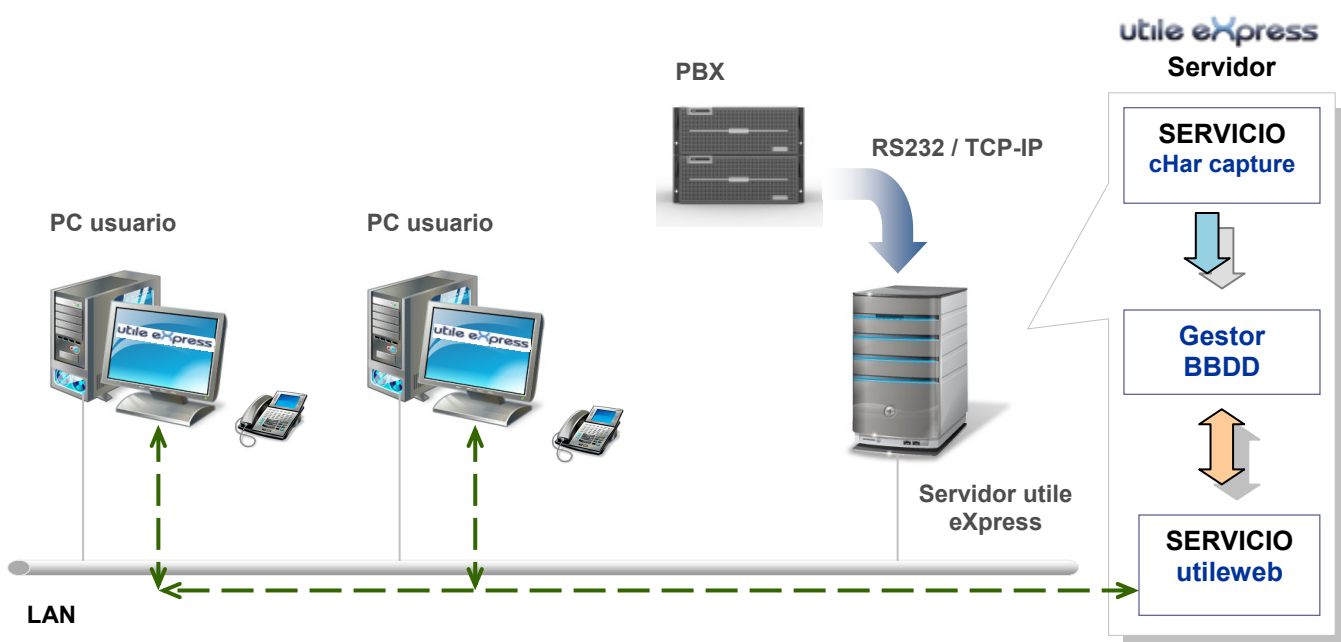 utile eXpress
Servidor
PBX
SERVICIO
cHar capture
RS232 / TCP-IP
PC usuario
PC usuario
utile eXpress
utile eXpress
Gestor
BBDD
Servidor utile
eXpress
SERVICIO
utileweb
LAN